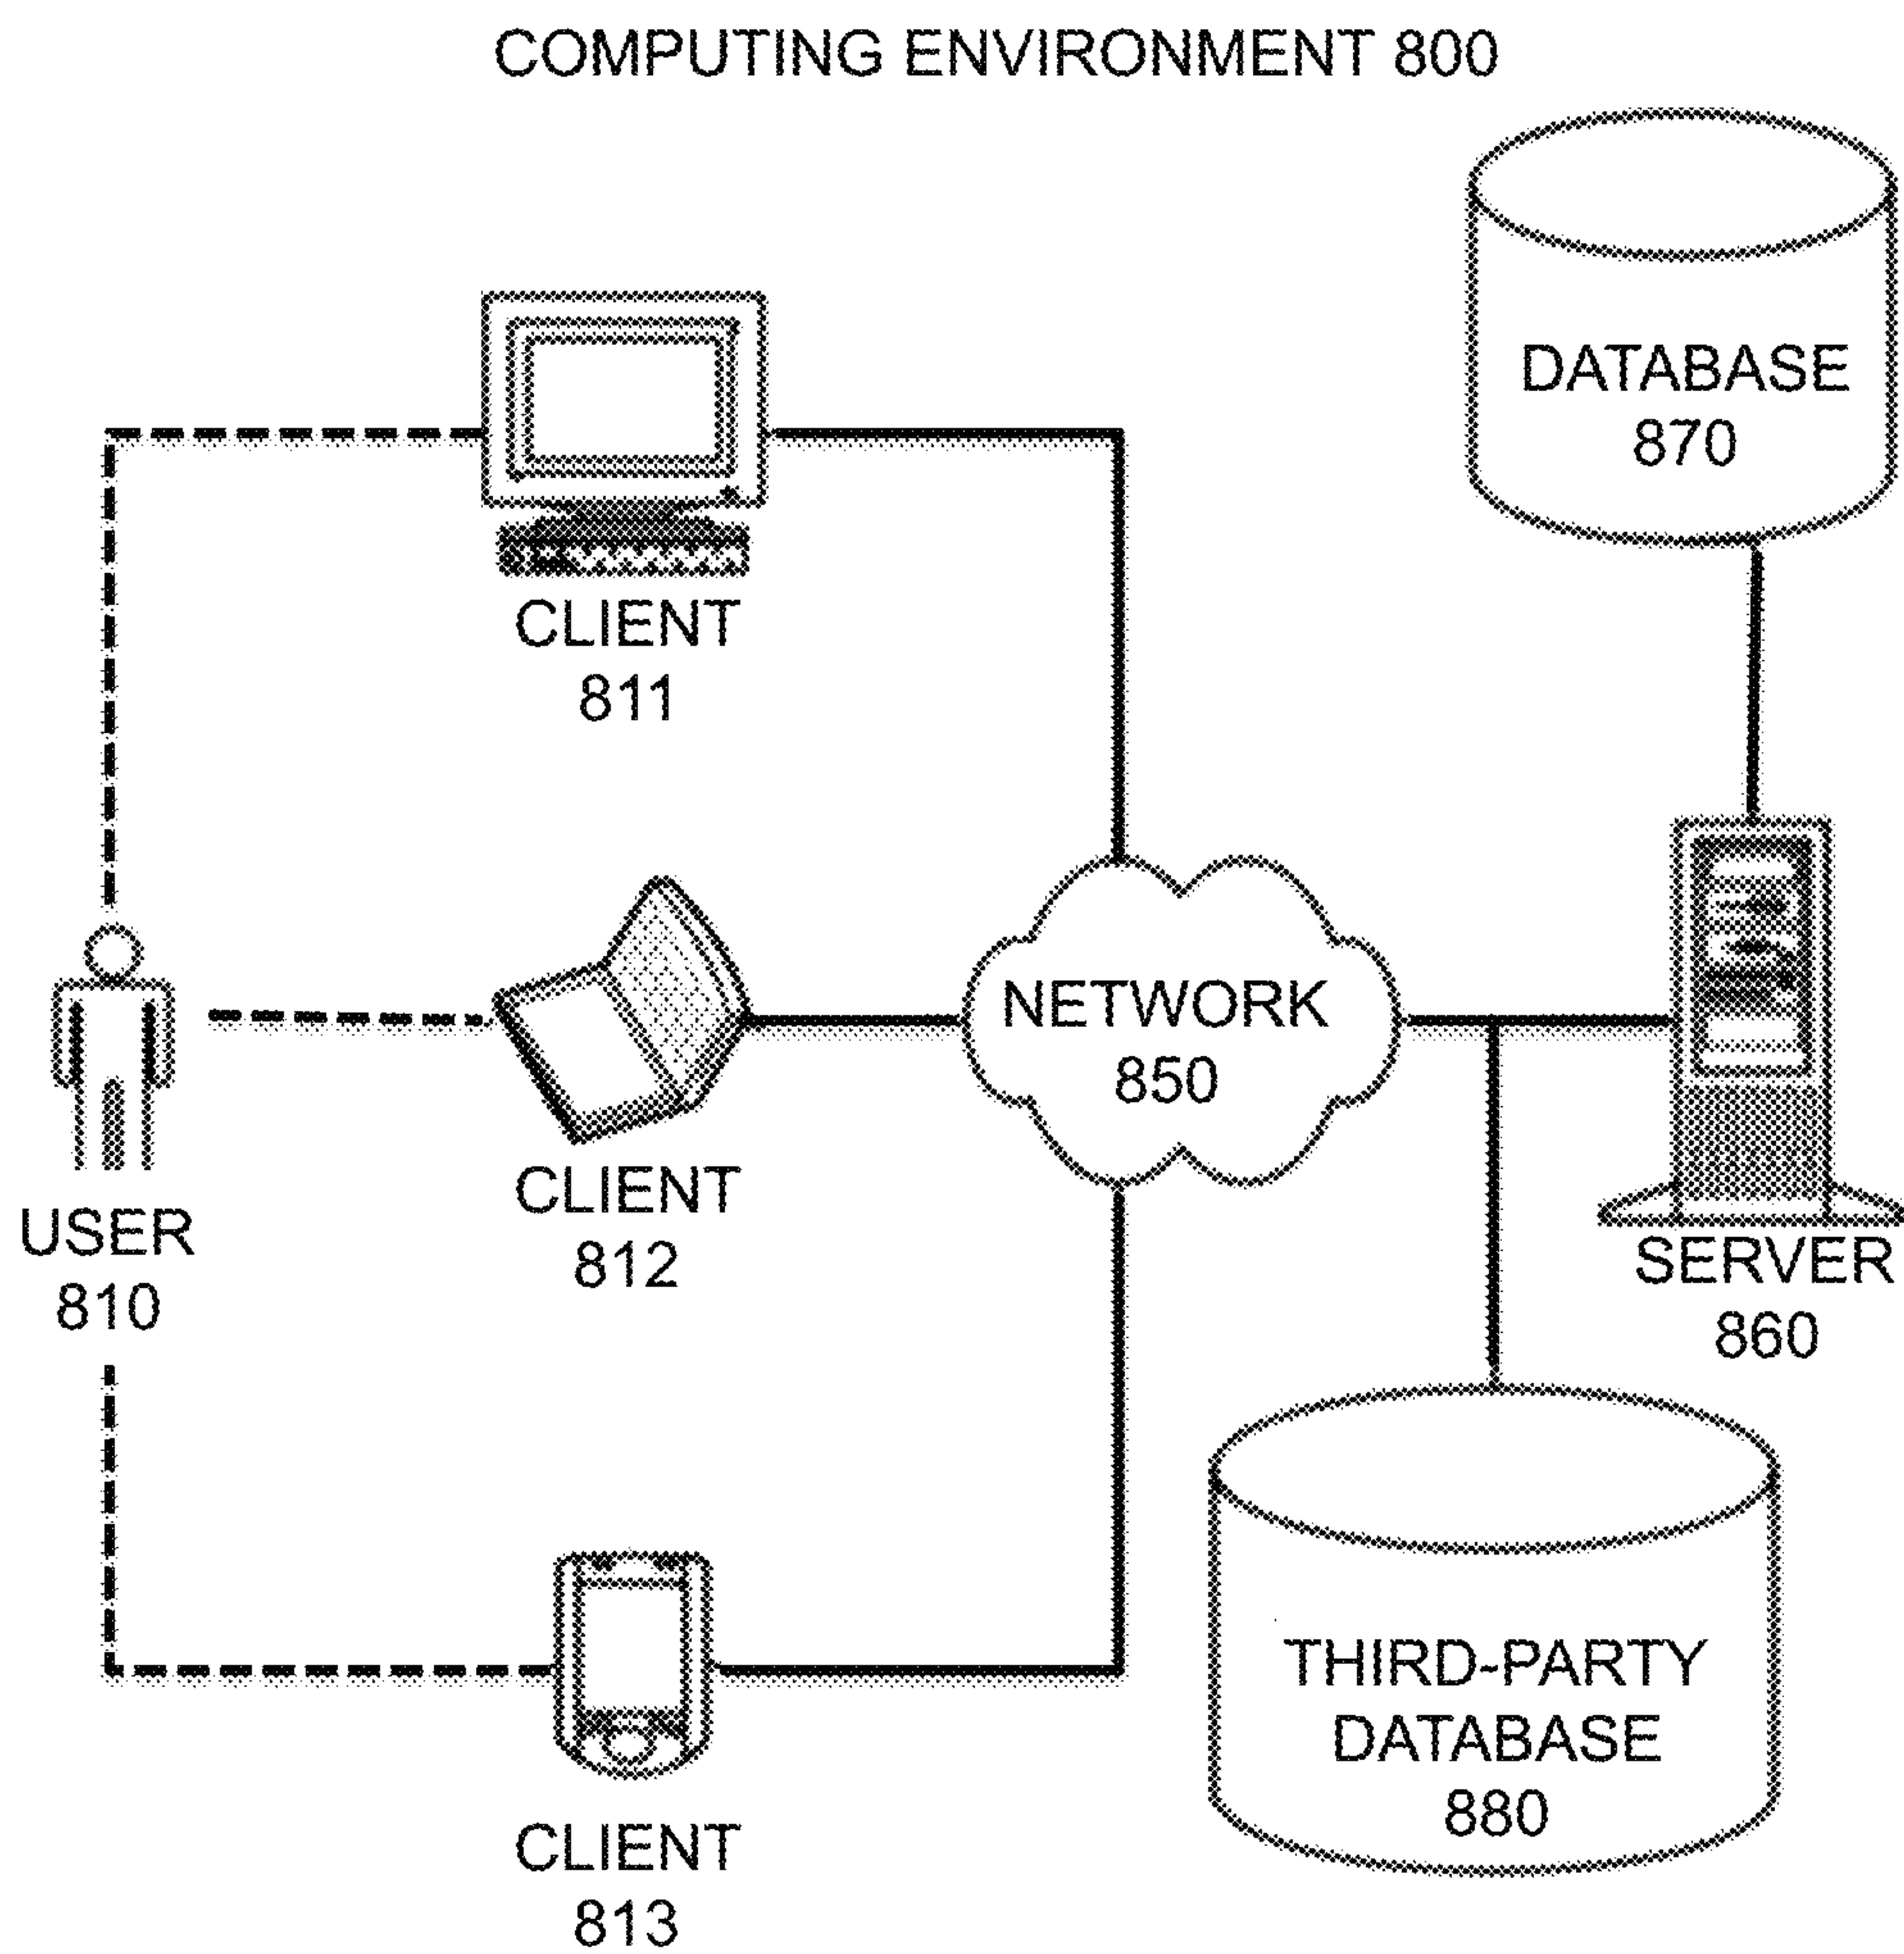 COMPUTING ENVIRONMENT 800
DATABASE
870
CLIENT
811
NETWORK
850
CLIENT
812
USER
810
SERVER
860
THIRD-PARTY
DATABASE
880
CLIENT
813